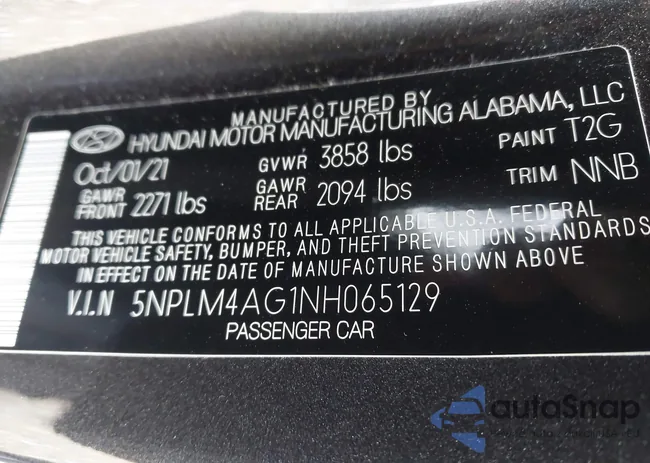 MANUFACTURED BY
HYUNDAI MOTOR MANUFACTURING ALABAMA, LLC
Oct/01/21 GVWR 3858 lbs PAINT T2G
GAWR FRONT 2271 lbs GAWR REAR 2094 lbs TRIM NNB
THIS VEHICLE CONFORMS TO ALL APPLICABLE U.S.A. FEDERAL
MOTOR VEHICLE SAFETY, BUMPER, AND THEFT PREVENTION STANDARDS
IN EFFECT ON THE DATE OF MANUFACTURE SHOWN ABOVE
V.I.N 5NPLM4AG1NH065129
PASSENGER CAR
autoSnap